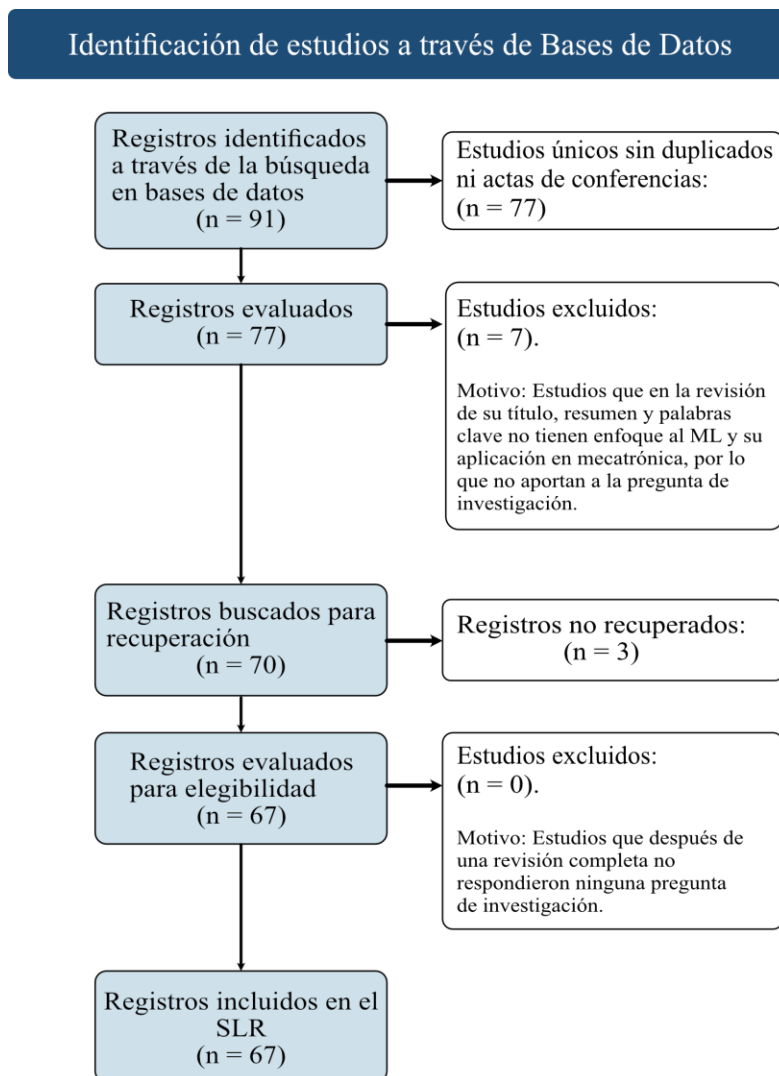 Identificación de estudios a través de Bases de Datos
Registros identificados
a través de la búsqueda
en bases de datos
(n = 91)
Estudios únicos sin duplicados
ni actas de conferencias:
(n = 77)
Registros evaluados
(n = 77)
Estudios excluidos:
(n = 7).
Motivo: Estudios que en la revisión
de su título, resumen y palabras
clave no tienen enfoque al ML y su
aplicación en mecatrónica, por lo
que no aportan a la pregunta de
investigación.
Registros buscados para
recuperación
(n = 70)
Registros no recuperados:
(n = 3)
Registros evaluados
para elegibilidad
(n = 67)
Estudios excluidos:
(n = 0).
Motivo: Estudios que después de
una revisión completa no
respondieron ninguna pregunta
de investigación.
Registros incluidos en el
SLR
(n = 67)